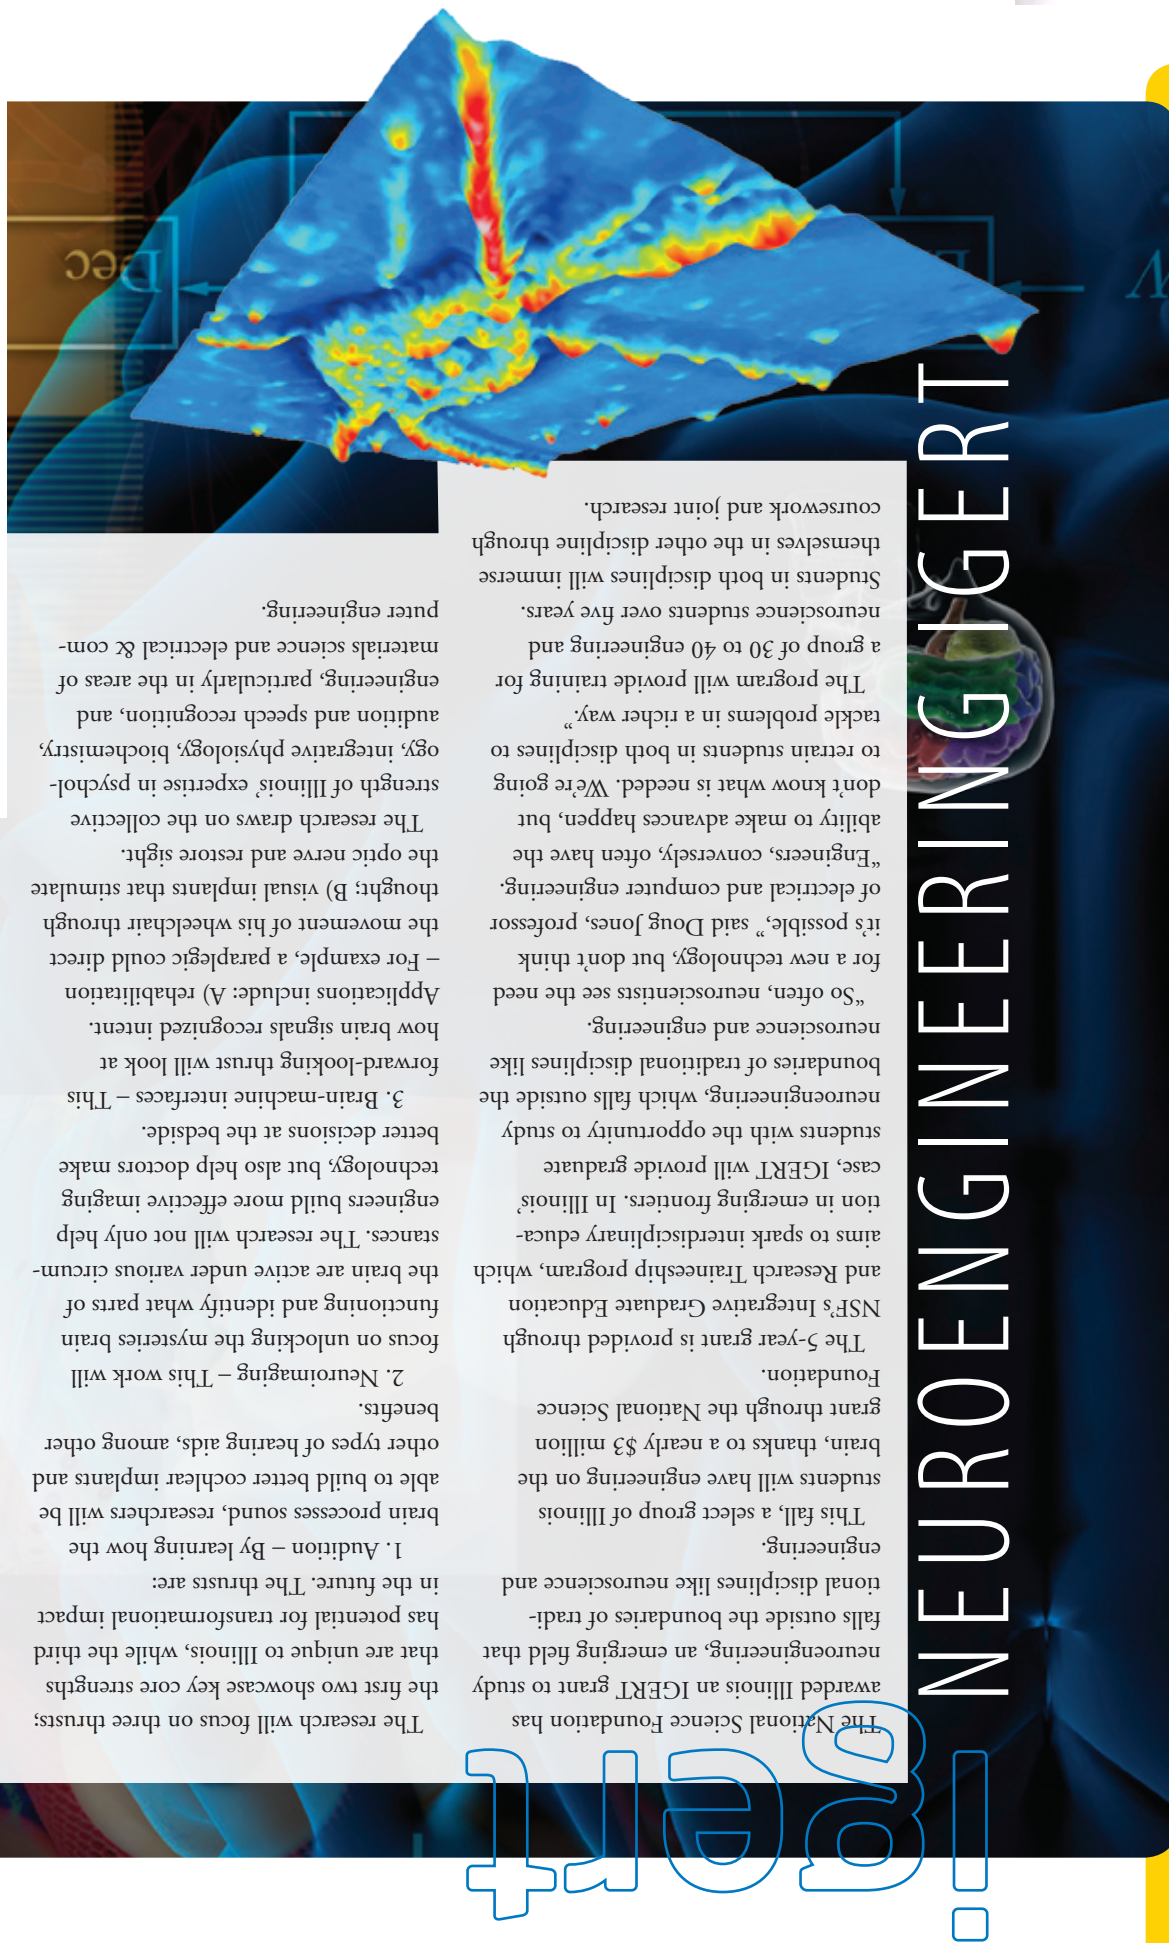 igert
NEUROENGINEERING IGERT
The National Science Foundation has
awarded Illinois an IGERT grant to study
neuroengineering, an emerging field that
falls outside the boundaries of tradi-
tional disciplines like neuroscience and
engineering.
This fall, a select group of Illinois
students will have engineering on the
brain, thanks to a nearly $3 million
grant through the National Science
Foundation.
The 5-year grant is provided through
NSF's Integrative Graduate Education
and Research Traineeship program, which
aims to spark interdisciplinary educa-
tion in emerging frontiers. In Illinois'
case, IGERT will provide graduate
students with the opportunity to study
neuroengineering, which falls outside the
boundaries of traditional disciplines like
neuroscience and engineering.
“So often, neuroscientists see the need
for a new technology, but don't think
it's possible,” said Doug Jones, professor
of electrical and computer engineering.
“Engineers, conversely, often have the
ability to make advances happen, but
don't know what is needed. We're going
to retrain students in both disciplines to
tackle problems in a richer way.”
The program will provide training for
a group of 30 to 40 engineering and
neuroscience students over five years.
Students in both disciplines will immerse
themselves in the other discipline through
coursework and joint research.
The research will focus on three thrusts;
the first two showcase key core strengths
that are unique to Illinois, while the third
has potential for transformational impact
in the future. The thrusts are:
1. Audition – By learning how the
brain processes sound, researchers will be
able to build better cochlear implants and
other types of hearing aids, among other
benefits.
2. Neuroimaging – This work will
focus on unlocking the mysteries brain
functioning and identify what parts of
the brain are active under various circum-
stances. The research will not only help
engineers build more effective imaging
technology, but also help doctors make
better decisions at the bedside.
3. Brain-machine interfaces – This
forward-looking thrust will look at
how brain signals recognized intent.
Applications include: A) rehabilitation
– For example, a paraplegic could direct
the movement of his wheelchair through
thought; B) visual implants that stimulate
the optic nerve and restore sight.
The research draws on the collective
strength of Illinois' expertise in psychol-
ogy, integrative physiology, biochemistry,
audition and speech recognition, and
engineering, particularly in the areas of
materials science and electrical & com-
puter engineering.
W
Dec